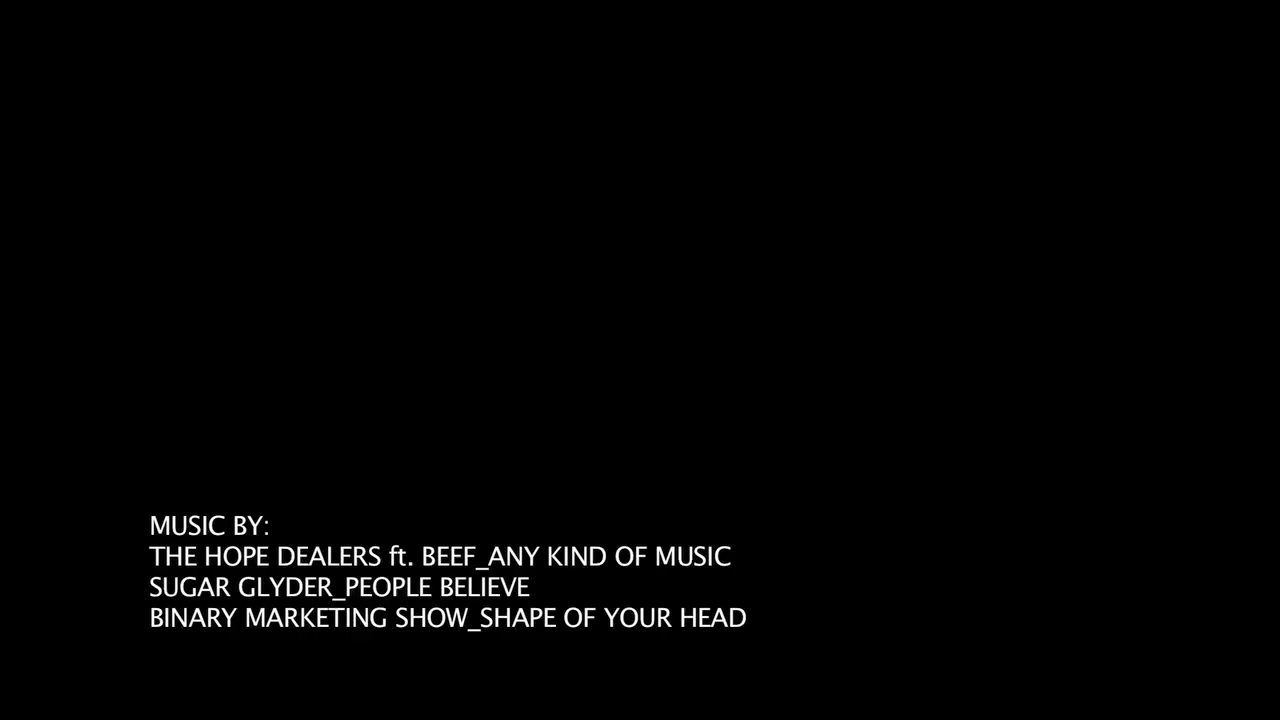 MUSIC BY:
THE HOPE DEALERS ft. BEEF_ANY KIND OF MUSIC
SUGAR GLYDER_PEOPLE BELIEVE
BINARY MARKETING SHOW_SHAPE OF YOUR HEAD